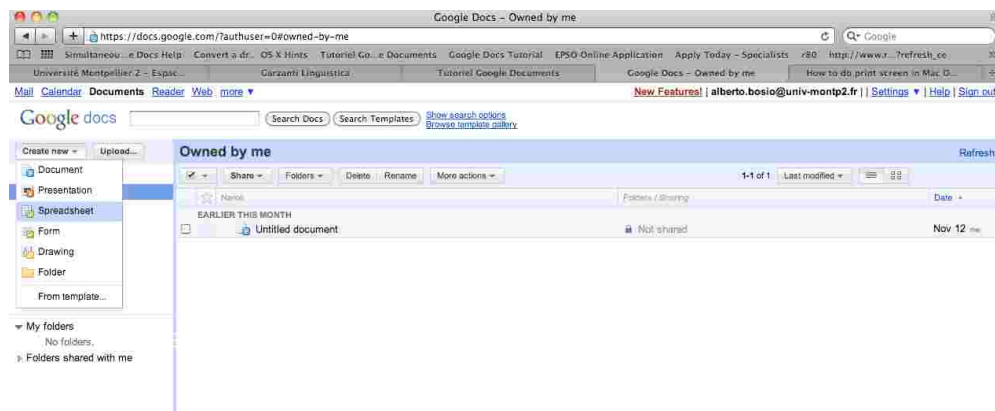 Google Docs – Owned by me
https://docs.google.com/?authuser=0#owned-by-me
Google
Simultaneou...e Docs Help Convert a dr.. OS X Hints Tutoriel Go...e Documents Google Docs Tutorial EPSO Online Application Apply Today – Specialists r80 http://www.r...?refresh_ce
Université Montpellier 2 – Espac... Garzanti Linguistica Tutoriel Google Documents Google Docs – Owned by me How to do print screen in Mac O...
Mail Calendar Documents Reader Web more ▼ New Features! | alberto.bosio@univ-montp2.fr | | Settings ▼ | Help | Sign out
Google docs Search Docs Search Templates Show search options
Browse template gallery
Create new Upload... Owned by me Refresh
Document
Share Folders Delete Rename More actions 1-1 of 1 Last modified
Presentation
Name Folders / Sharing Date
Spreadsheet
EARLIER THIS MONTH
Form
Untitled document Not shared Nov 12 me
Drawing
Folder
From template...
My folders
No folders.
Folders shared with me